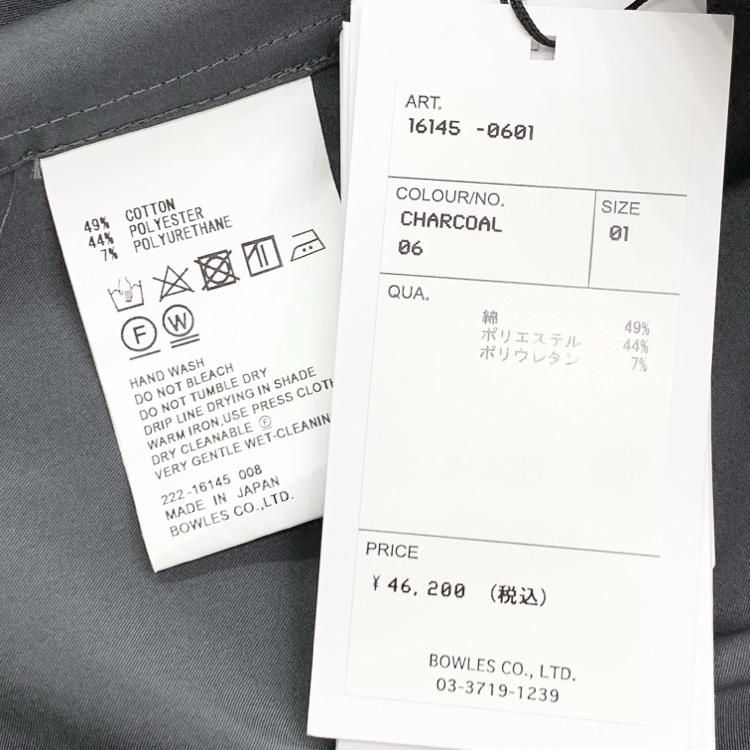 49% COTTON
44% POLYESTER
7% POLYURETHANE
F W
HAND WASH
DO NOT BLEACH
DO NOT TUMBLE DRY
DRIP LINE DRYING IN SHADE
WARM IRON,USE PRESS CLOTH
DRY CLEANABLE Ⓕ
VERY GENTLE WET-CLEANIN
222-16145 008
MADE IN JAPAN
BOWLES CO.,LTD.
ART.
16145 -0601
COLOUR/NO.
CHARCOAL
06
SIZE
01
QUA.
綿 49%
ポリエステル 44%
ポリウレタン 7%
PRICE
¥ 46,200 (税込)
BOWLES CO., LTD.
03-3719-1239